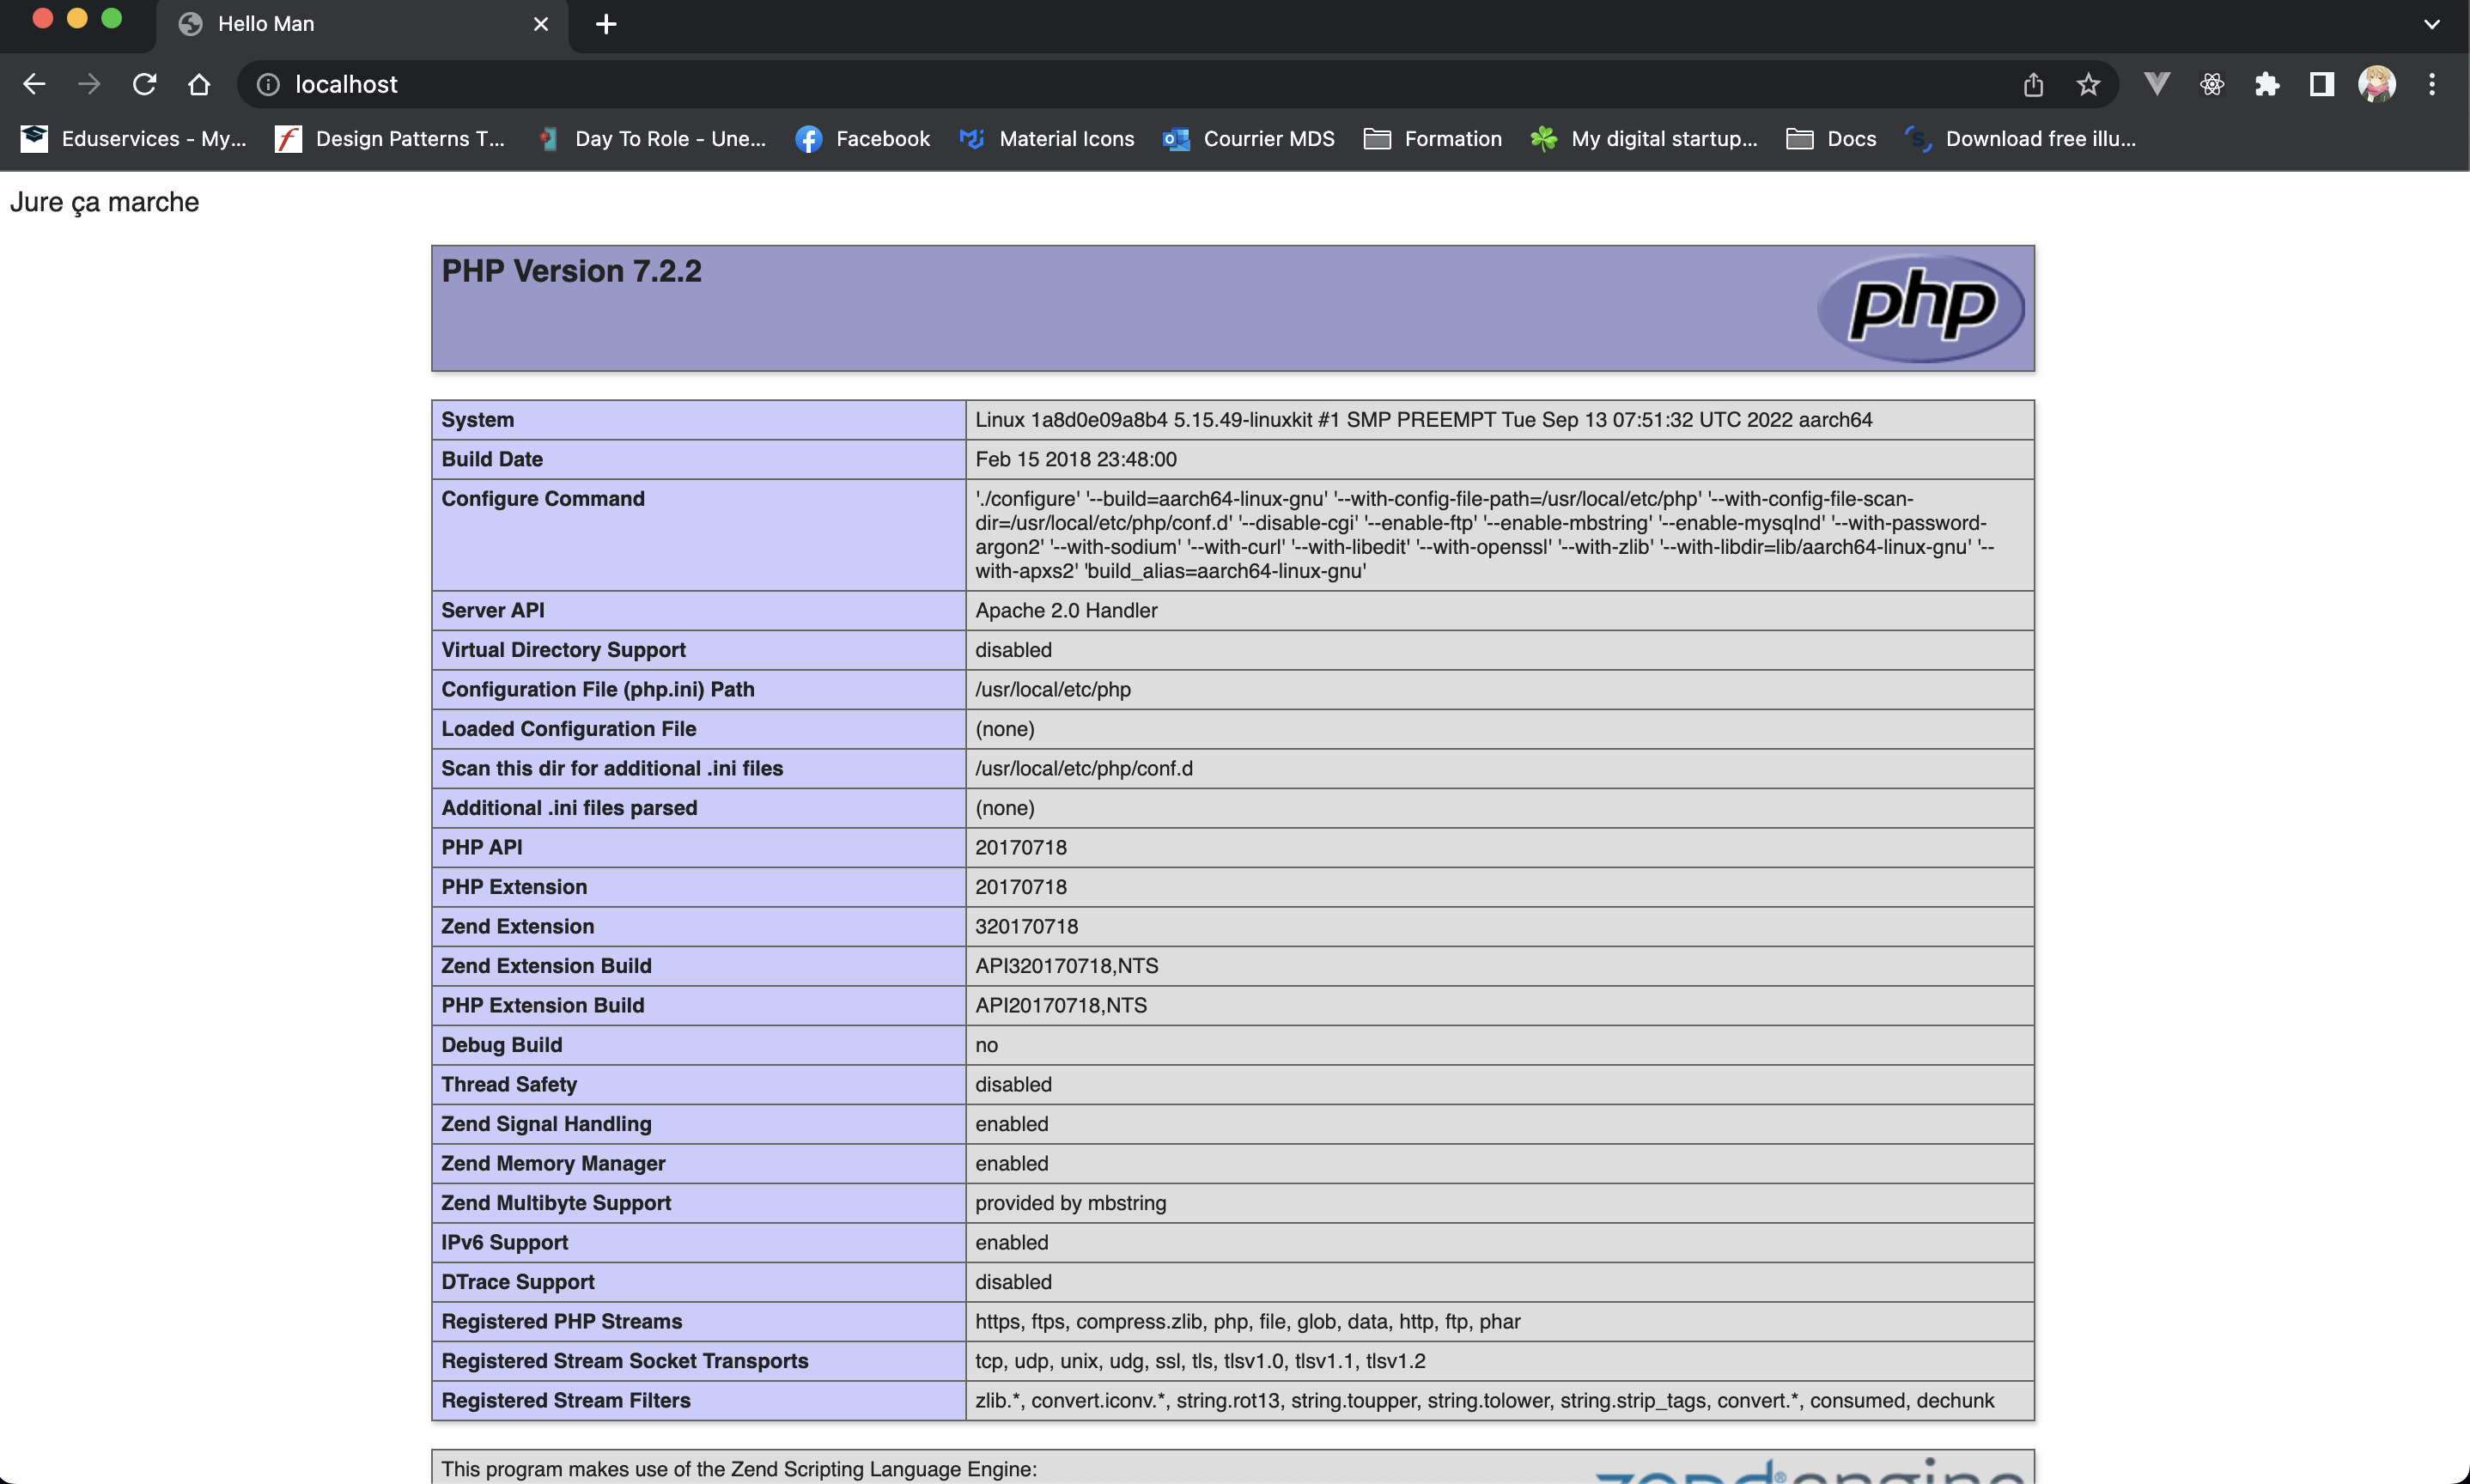 Hello Man
localhost
Eduservices - My...
Design Patterns T...
Day To Role - Une...
Facebook
Material Icons
Courrier MDS
Formation
My digital startup...
Docs
Download free illu...
Jure ça marche
PHP Version 7.2.2
php
System Linux 1a8d0e09a8b4 5.15.49-linuxkit #1 SMP PREEMPT Tue Sep 13 07:51:32 UTC 2022 aarch64
Build Date Feb 15 2018 23:48:00
Configure Command './configure' '--build=aarch64-linux-gnu' '--with-config-file-path=/usr/local/etc/php' '--with-config-file-scan-
dir=/usr/local/etc/php/conf.d' '--disable-cgi' '--enable-ftp' '--enable-mbstring' '--enable-mysqlnd' '--with-password-
argon2' '--with-sodium' '--with-curl' '--with-libedit' '--with-openssl' '--with-zlib' '--with-libdir=lib/aarch64-linux-gnu' '--
with-apxs2' 'build_alias=aarch64-linux-gnu'
Server API Apache 2.0 Handler
Virtual Directory Support disabled
Configuration File (php.ini) Path /usr/local/etc/php
Loaded Configuration File (none)
Scan this dir for additional .ini files /usr/local/etc/php/conf.d
Additional .ini files parsed (none)
PHP API 20170718
PHP Extension 20170718
Zend Extension 320170718
Zend Extension Build API320170718,NTS
PHP Extension Build API20170718,NTS
Debug Build no
Thread Safety disabled
Zend Signal Handling enabled
Zend Memory Manager enabled
Zend Multibyte Support provided by mbstring
IPv6 Support enabled
DTrace Support disabled
Registered PHP Streams https, ftps, compress.zlib, php, file, glob, data, http, ftp, phar
Registered Stream Socket Transports tcp, udp, unix, udg, ssl, tls, tlsv1.0, tlsv1.1, tlsv1.2
Registered Stream Filters zlib.*, convert.iconv.*, string.rot13, string.toupper, string.tolower, string.strip_tags, convert.*, consumed, dechunk
This program makes use of the Zend Scripting Language Engine:
zend® engine